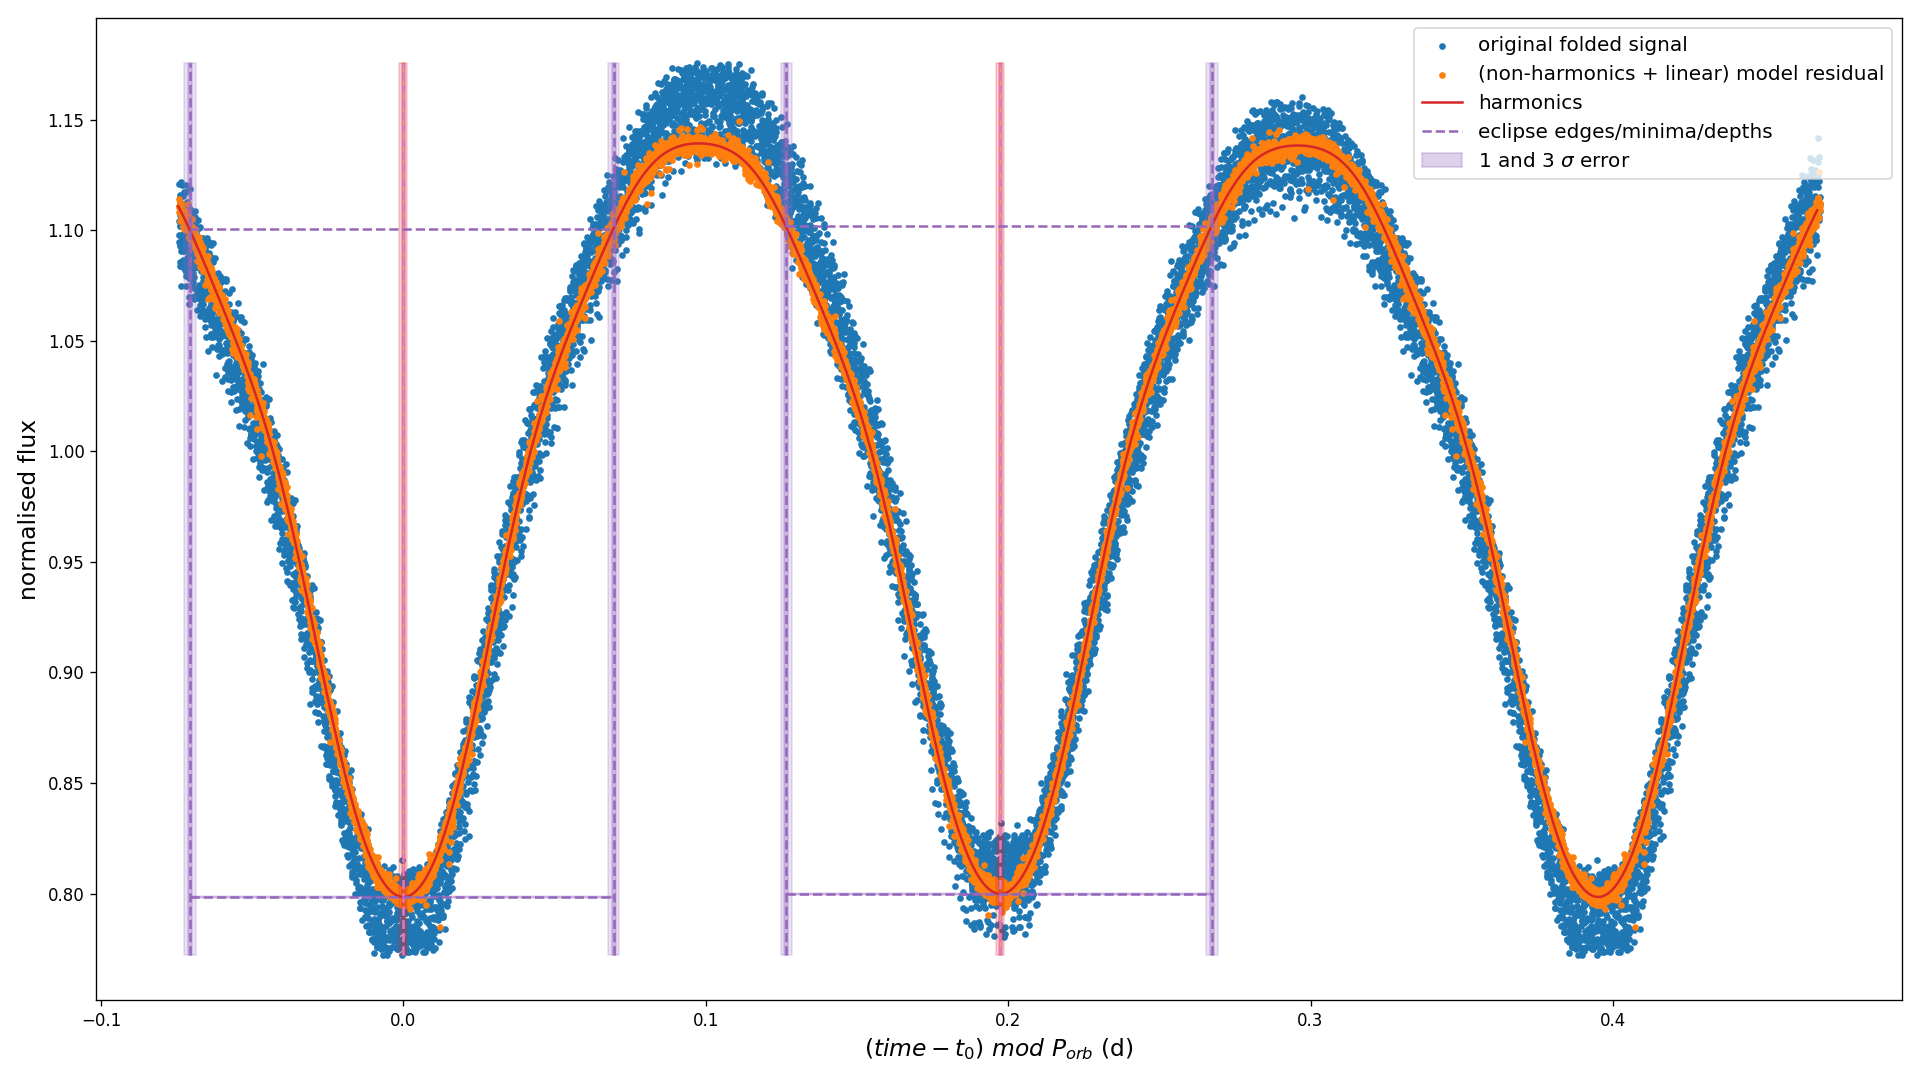 original folded signal
(non-harmonics + linear) model residual
harmonics
eclipse edges/minima/depths
1 and 3 σ error
1.15
1.10
1.05
1.00
0.95
0.90
0.85
0.80
normalised flux
−0.1
0.0
0.1
0.2
0.3
0.4
(time − t₀) mod Pₒᵣb (d)